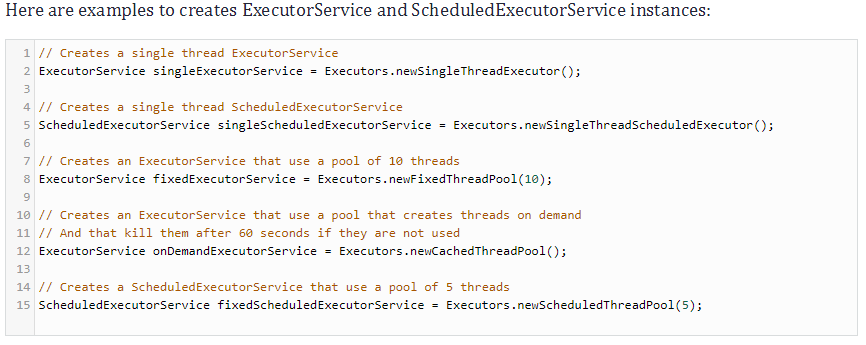 Here are examples to creates ExecutorService and ScheduledExecutorService instances:
1 // Creates a single thread ExecutorService
2 ExecutorService singleExecutorService = Executors.newSingleThreadExecutor();
3
4 // Creates a single thread ScheduledExecutorService
5 ScheduledExecutorService singleScheduledExecutorService = Executors.newSingleThreadScheduledExecutor();
6
7 // Creates an ExecutorService that use a pool of 10 threads
8 ExecutorService fixedExecutorService = Executors.newFixedThreadPool(10);
9
10 // Creates an ExecutorService that use a pool that creates threads on demand
11 // And that kill them after 60 seconds if they are not used
12 ExecutorService onDemandExecutorService = Executors.newCachedThreadPool();
13
14 // Creates a ScheduledExecutorService that use a pool of 5 threads
15 ScheduledExecutorService fixedScheduledExecutorService = Executors.newScheduledThreadPool(5);